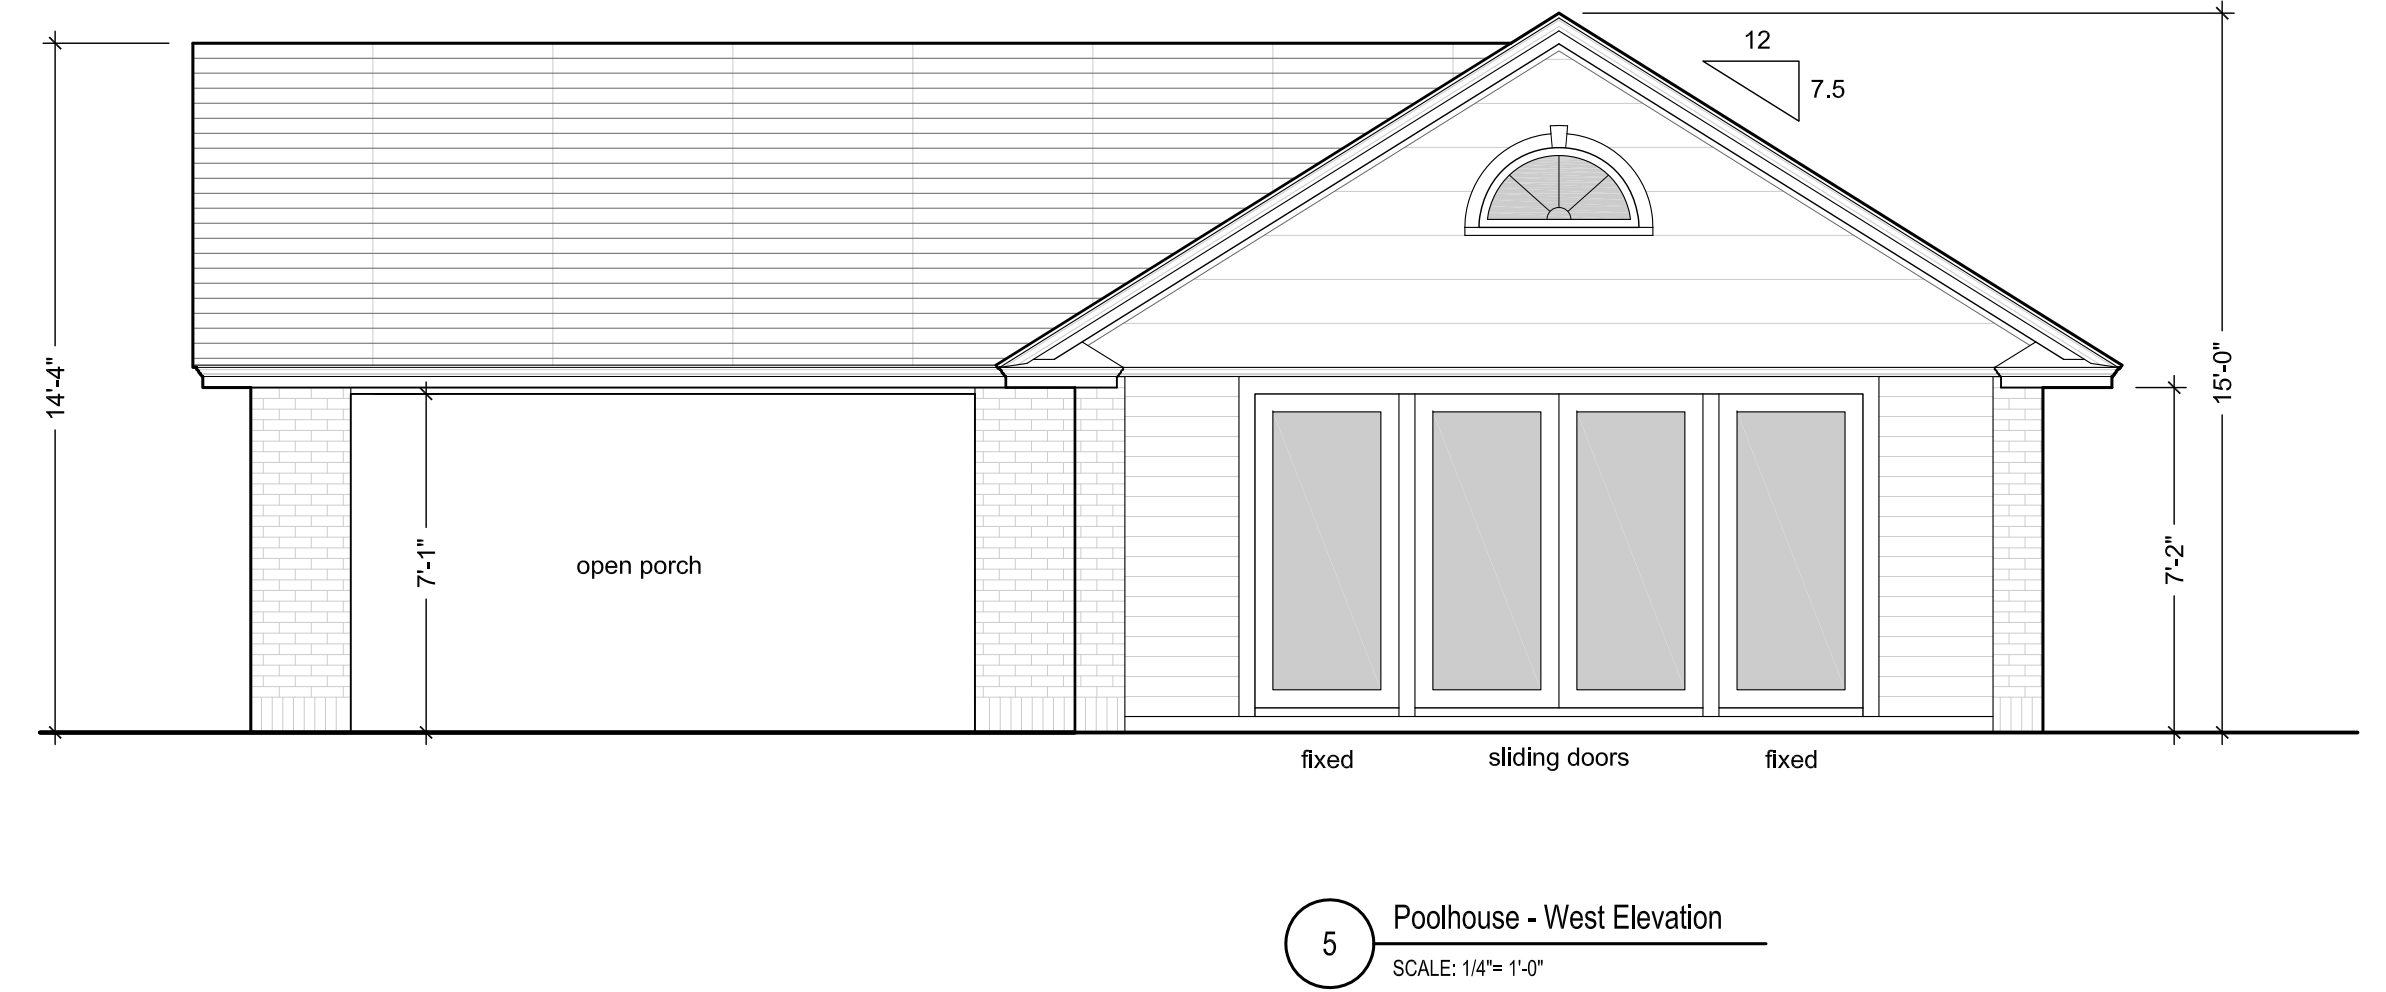 12
7.5
14'-4"
15'-0"
7'-1"
open porch
7'-2"
fixed
sliding doors
fixed
5
Poolhouse - West Elevation
SCALE: 1/4"= 1'-0"